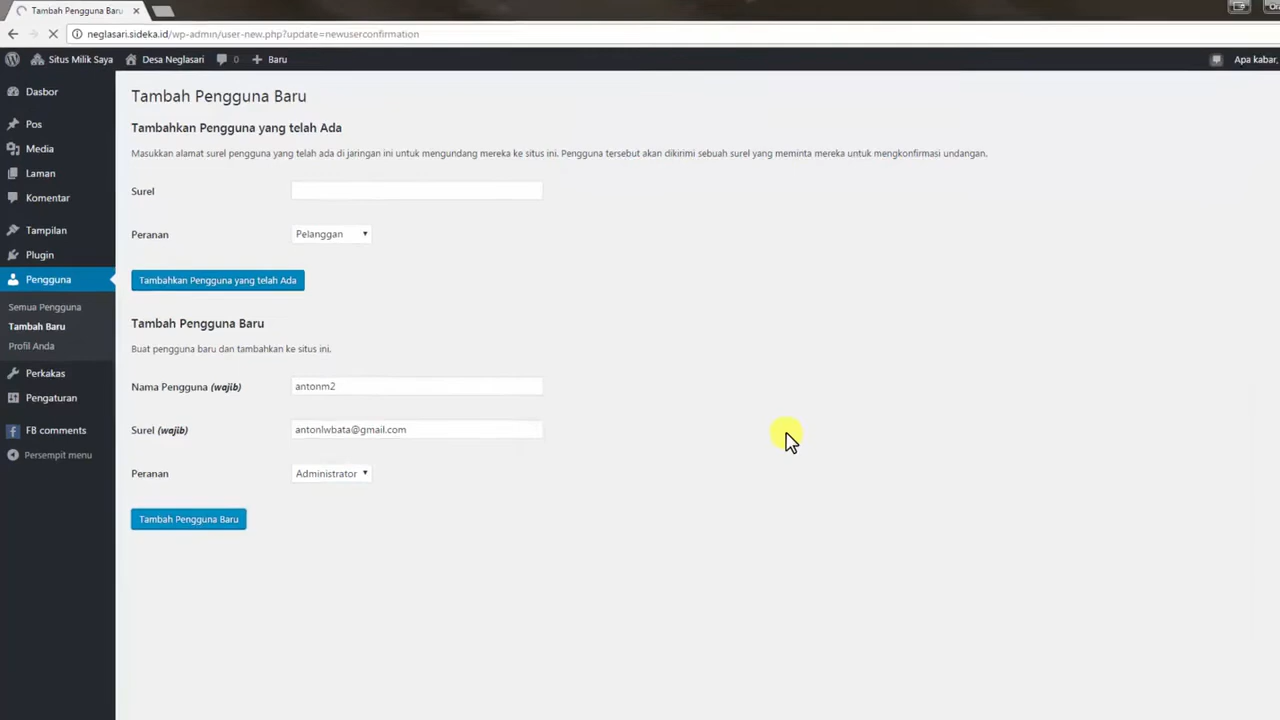 Tambah Pengguna Baru
neglasari.sideka.id/wp-admin/user-new.php?update=newuserconfirmation
Situs Milik Saya Desa Neglasari 0 Baru Apa kabar,
Dasbor
Pos
Media
Laman
Komentar
Tampilan
Plugin
Pengguna
Semua Pengguna
Tambah Baru
Profil Anda
Perkakas
Pengaturan
FB comments
Persempit menu
Tambah Pengguna Baru
Tambahkan Pengguna yang telah Ada
Masukkan alamat surel pengguna yang telah ada di jaringan ini untuk mengundang mereka ke situs ini. Pengguna tersebut akan dikirimi sebuah surel yang meminta mereka untuk mengkonfirmasi undangan.
Surel
Peranan Pelanggan
Tambahkan Pengguna yang telah Ada
Tambah Pengguna Baru
Buat pengguna baru dan tambahkan ke situs ini.
Nama Pengguna (wajib) antonm2
Surel (wajib) antonlwbata@gmail.com
Peranan Administrator
Tambah Pengguna Baru